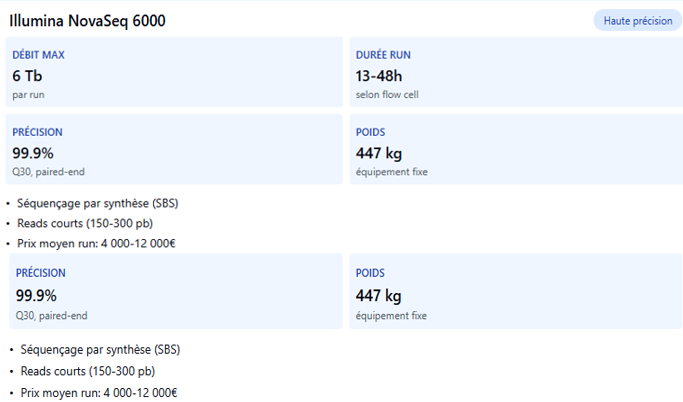 Illumina NovaSeq 6000
Haute précision
DÉBIT MAX
6 Tb
par run
DURÉE RUN
13-48h
selon flow cell
PRÉCISION
99.9%
Q30, paired-end
POIDS
447 kg
équipement fixe
• Séquençage par synthèse (SBS)
• Reads courts (150-300 pb)
• Prix moyen run: 4 000-12 000€
PRÉCISION
99.9%
Q30, paired-end
POIDS
447 kg
équipement fixe
• Séquençage par synthèse (SBS)
• Reads courts (150-300 pb)
• Prix moyen run: 4 000-12 000€